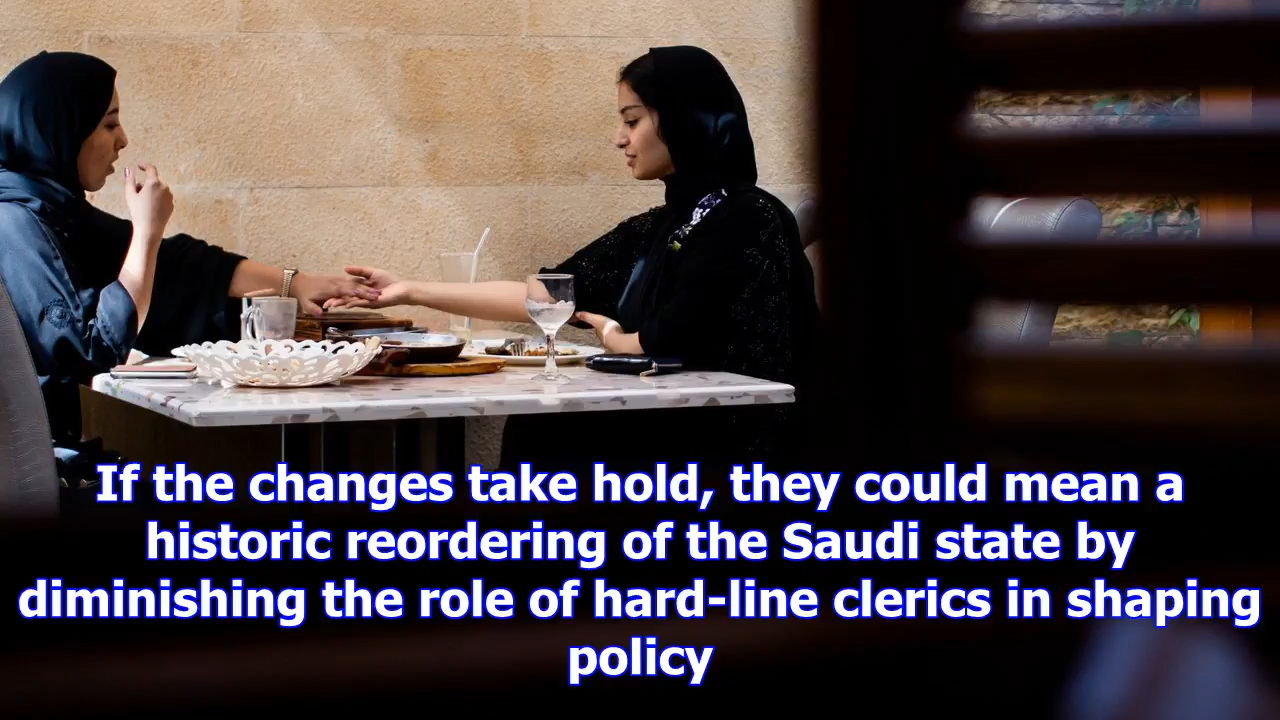 If the changes take hold, they could mean a
historic reordering of the Saudi state by
diminishing the role of hard-line clerics in shaping
policy